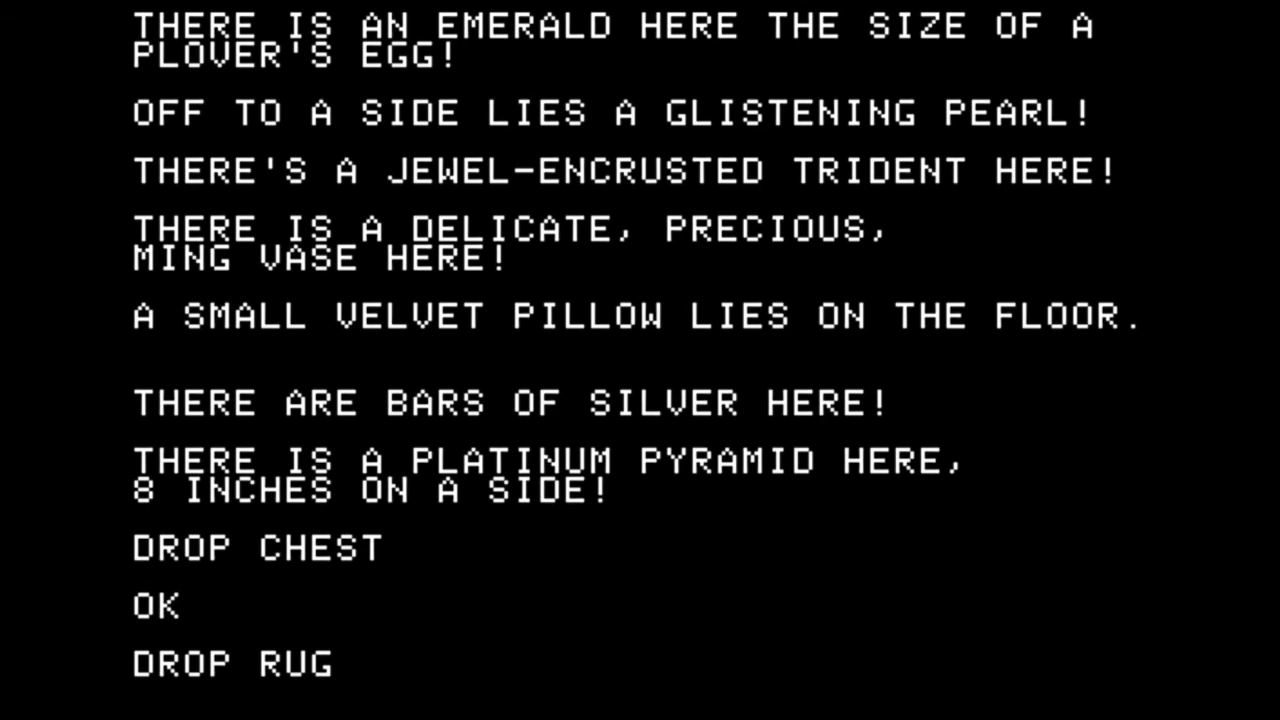 THERE IS AN EMERALD HERE THE SIZE OF A
PLOVER'S EGG!
OFF TO A SIDE LIES A GLISTENING PEARL!
THERE'S A JEWEL-ENCRUSTED TRIDENT HERE!
THERE IS A DELICATE, PRECIOUS,
MING VASE HERE!
A SMALL VELVET PILLOW LIES ON THE FLOOR.
THERE ARE BARS OF SILVER HERE!
THERE IS A PLATINUM PYRAMID HERE,
8 INCHES ON A SIDE!
DROP CHEST
OK
DROP RUG